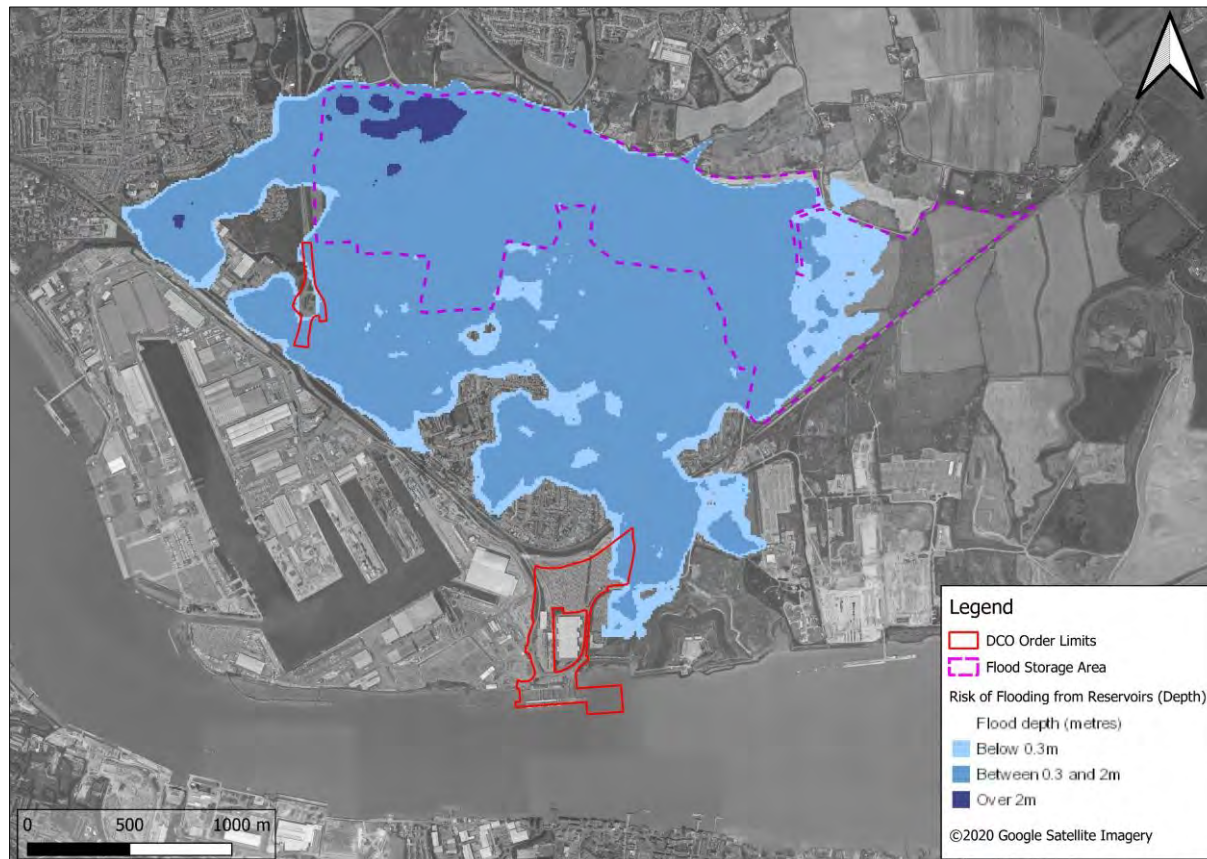 0 500 1000 m
Legend
DCO Order Limits
Flood Storage Area
Risk of Flooding from Reservoirs (Depth)
Flood depth (metres)
Below 0.3m
Between 0.3 and 2m
Over 2m
©2020 Google Satellite Imagery